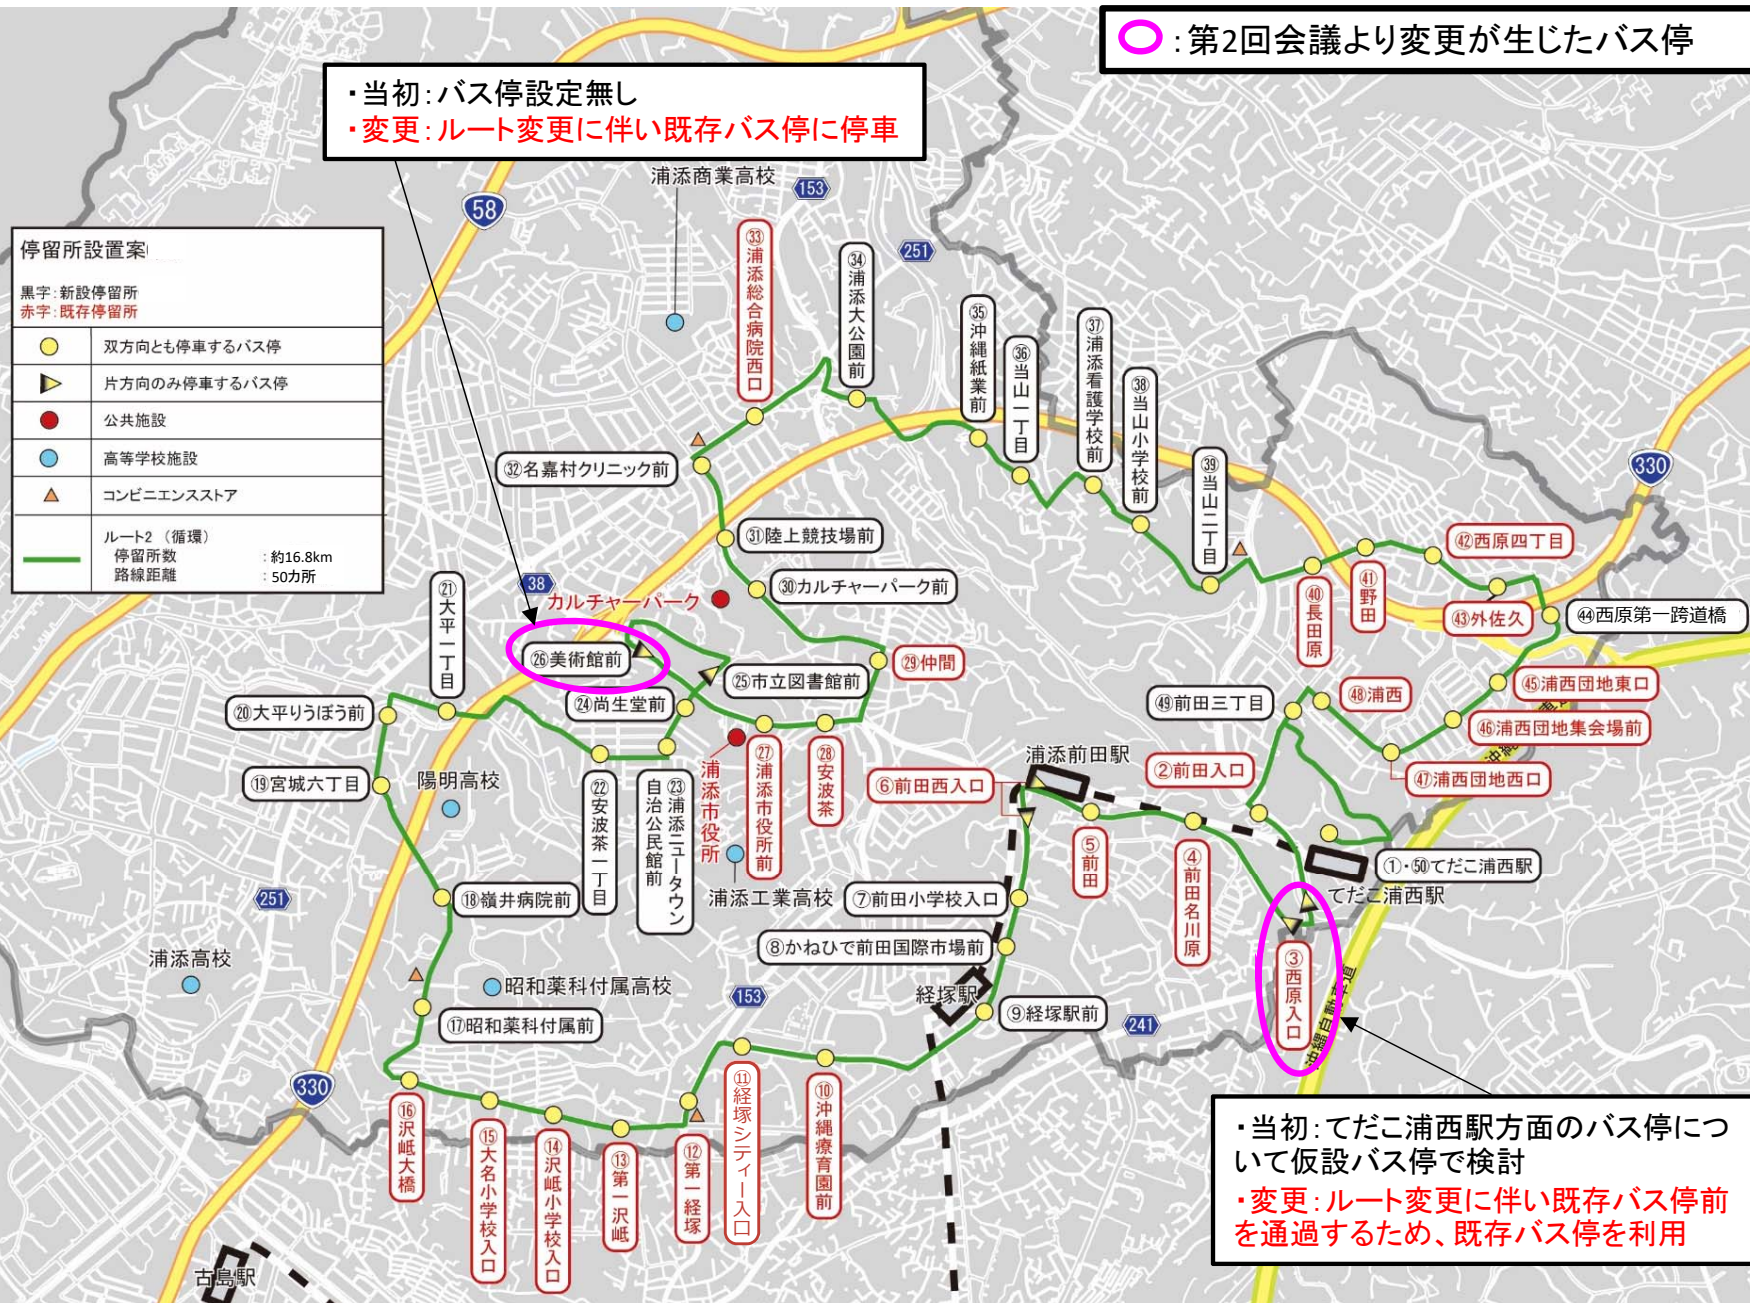 ：第2回会議より変更が生じたバス停
・当初：バス停設定無し
・変更：ルート変更に伴い既存バス停に停車
停留所設置案
黒字：新設停留所
赤字：既存停留所
双方向とも停車するバス停
片方向のみ停車するバス停
公共施設
高等学校施設
コンビニエンスストア
ルート2 （循環）
停留所数 ：約16.8km
路線距離 ：50カ所
58
浦添商業高校
153
251
㉝浦添総合病院西口
㉞浦添大公園前
㉟沖縄紙業前
㊱当山一丁目
㊲浦添看護学校前
㊳当山小学校前
㊴当山二丁目
330
㉜名嘉村クリニック前
㉛陸上競技場前
㉚カルチャーパーク前
㊷西原四丁目
㊶野田
㊵長田原
㊸外佐久
㊹西原第一跨道橋
38
カルチャーパーク
㉑大平一丁目
㉖美術館前
㉙仲間
㉕市立図書館前
㉔尚生堂前
⑳大平りうぼう前
㊺浦西団地東口
㊽浦西
㊾前田三丁目
㊻浦西団地集会場前
㊼浦西団地西口
⑲宮城六丁目
陽明高校
㉒安波茶一丁目
㉓浦添ニュータウン
自治公民館前
浦添市役所
㉗浦添市役所前
㉘安波茶
浦添前田駅
②前田入口
⑥前田西入口
⑤前田
④前田名川原
①・㊿てだこ浦西駅
てだこ浦西駅
浦添工業高校
⑦前田小学校入口
⑱嶺井病院前
251
⑧かねひで前田国際市場前
③西原入口
沖縄自動車道
浦添高校
昭和薬科付属高校
153
経塚駅
⑨経塚駅前
241
⑰昭和薬科付属前
330
⑯沢岻大橋
⑮大名小学校入口
⑭沢岻小学校入口
⑬第一沢岻
⑫第一経塚
⑪経塚シティー入口
⑩沖縄療育園前
・当初：てだこ浦西駅方面のバス停につ
いて仮設バス停で検討
・変更：ルート変更に伴い既存バス停前
を通過するため、既存バス停を利用
古島駅